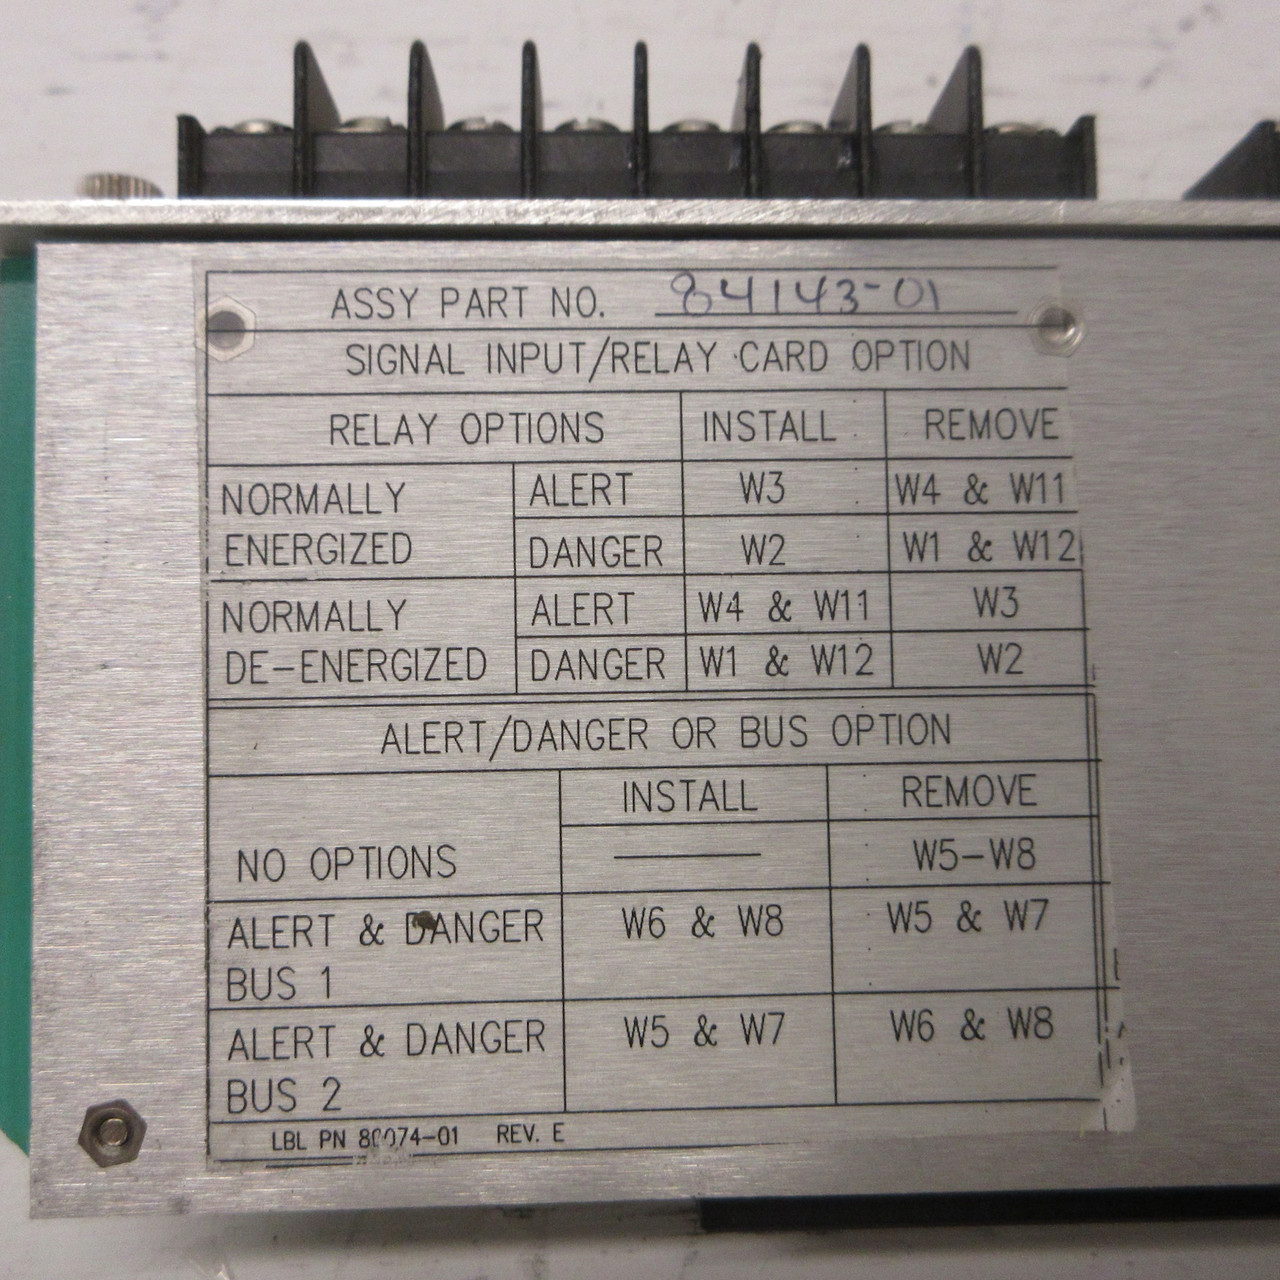 ASSY PART NO. 84143-01
SIGNAL INPUT/RELAY CARD OPTION
RELAY OPTIONS INSTALL REMOVE
NORMALLY ENERGIZED ALERT W3 W4 & W11
DANGER W2 W1 & W12
NORMALLY DE-ENERGIZED ALERT W4 & W11 W3
DANGER W1 & W12 W2
ALERT/DANGER OR BUS OPTION
INSTALL REMOVE
NO OPTIONS —— W5-W8
ALERT & DANGER W6 & W8 W5 & W7
BUS 1
ALERT & DANGER W5 & W7 W6 & W8
BUS 2
LBL PN REV. E